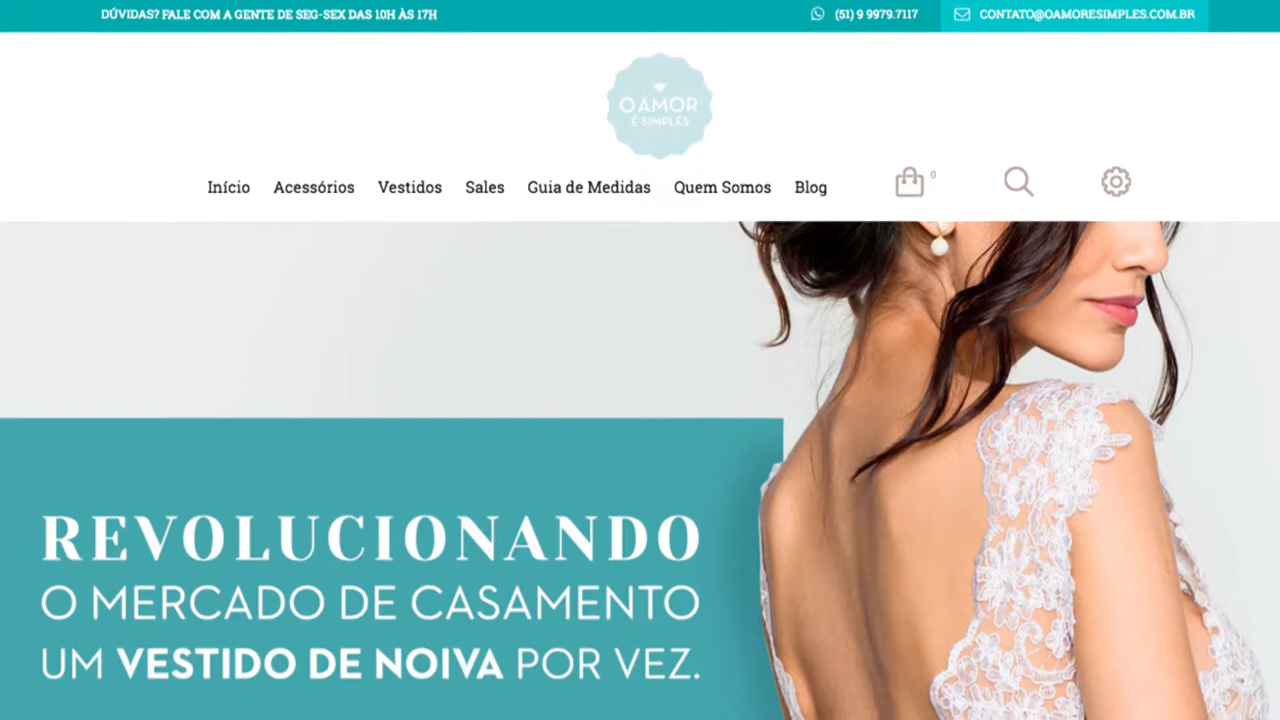 DÚVIDAS? FALE COM A GENTE DE SEG-SEX DAS 10H ÀS 17H
(51) 9 9979.7117
CONTATO@OAMORESIMPLES.COM.BR
O AMOR
É SIMPLES
Início Acessórios Vestidos Sales Guia de Medidas Quem Somos Blog
0
REVOLUCIONANDO
O MERCADO DE CASAMENTO
UM VESTIDO DE NOIVA POR VEZ.